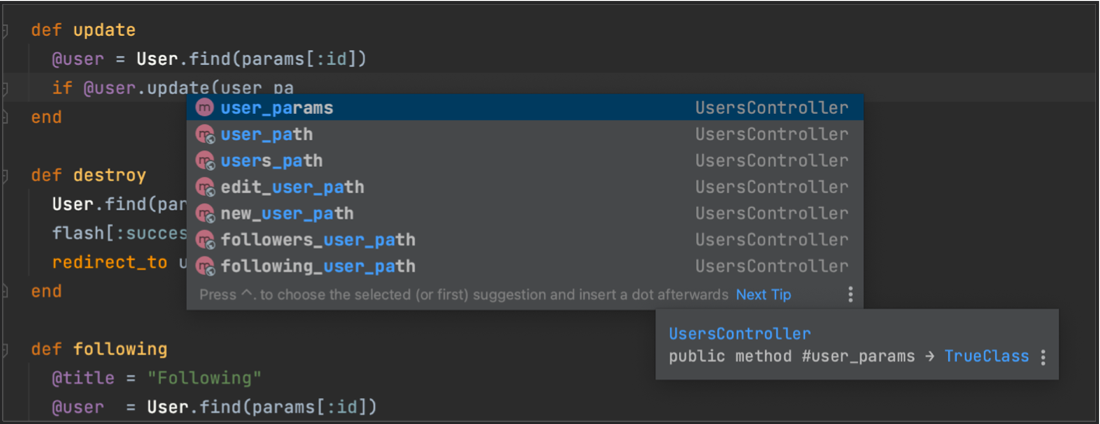 def update
@user = User.find(params[:id])
if @user.update(user_pa
end
user_params UsersController
user_path UsersController
users_path UsersController
edit_user_path UsersController
new_user_path UsersController
followers_user_path UsersController
following_user_path UsersController
Press ^. to choose the selected (or first) suggestion and insert a dot afterwards Next Tip
def destroy
User.find(par
flash[:succes
redirect_to u
end
UsersController
public method #user_params → TrueClass
def following
@title = "Following"
@user = User.find(params[:id])